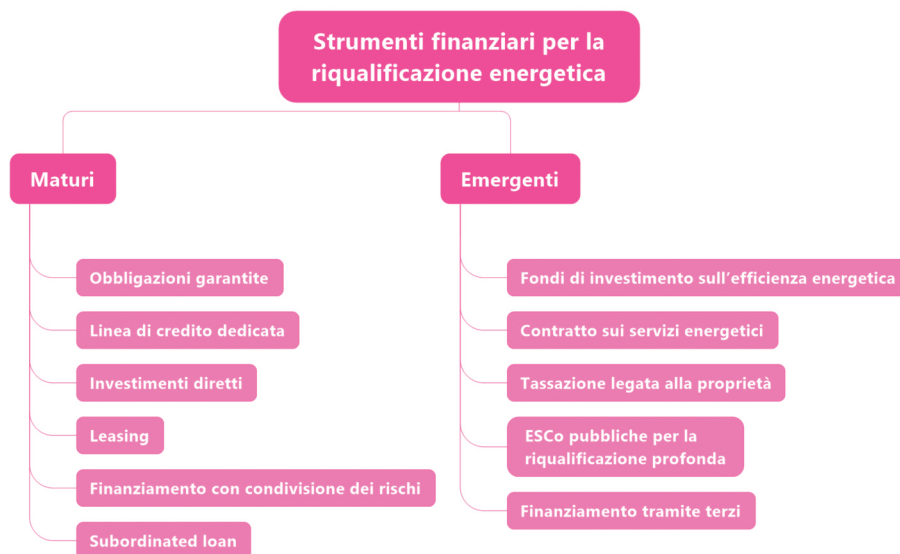 Strumenti finanziari per la
riqualificazione energetica
Maturi
Emergenti
Obbligazioni garantite
Linea di credito dedicata
Investimenti diretti
Leasing
Finanziamento con condivisione dei rischi
Subordinated loan
Fondi di investimento sull’efficienza energetica
Contratto sui servizi energetici
Tassazione legata alla proprietà
ESCo pubbliche per la
riqualificazione profonda
Finanziamento tramite terzi